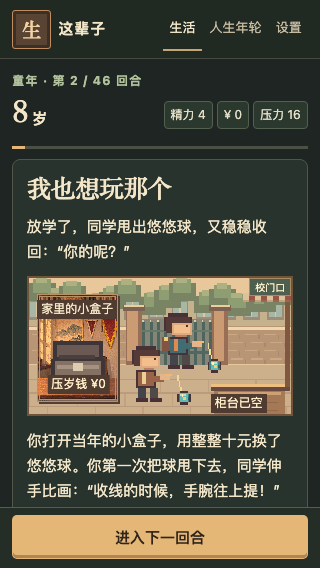 生 这辈子 生活 人生年轮 设置
童年 · 第 2 / 46 回合
8 岁 精力 4 ¥ 0 压力 16
我也想玩那个
放学了，同学甩出悠悠球，又稳稳收
回：“你的呢？”
校门口
家里的小盒子
压岁钱 ¥0
柜台已空
你打开当年的小盒子，用整整十元换了
悠悠球。你第一次把球甩下去，同学伸
手比画：“收线的时候，手腕往上提！”
进入下一回合